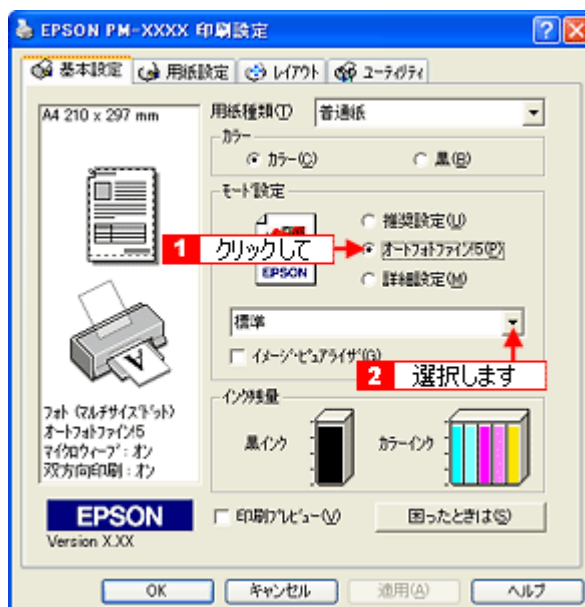 EPSON PM-XXXX 印刷設定
基本設定 用紙設定 レイアウト ユーティリティ
A4 210 x 297 mm
用紙種類(T) 普通紙
カラー
カラー(C) 黒(B)
モード設定
推奨設定(U)
1 クリックして
オートフォトファイン!5(P)
EPSON
詳細設定(M)
標準
イメージ・ピュアライザ(G)
2 選択します
A
フォト (マルチサイズドット)
オートフォトファイン!5
マイクロウィーブ : オン
双方向印刷 : オン
インク残量
黒インク カラーインク
EPSON
Version X.XX
印刷プレビュー(V) 困ったときは(S)
OK キャンセル 適用(A) ヘルプ